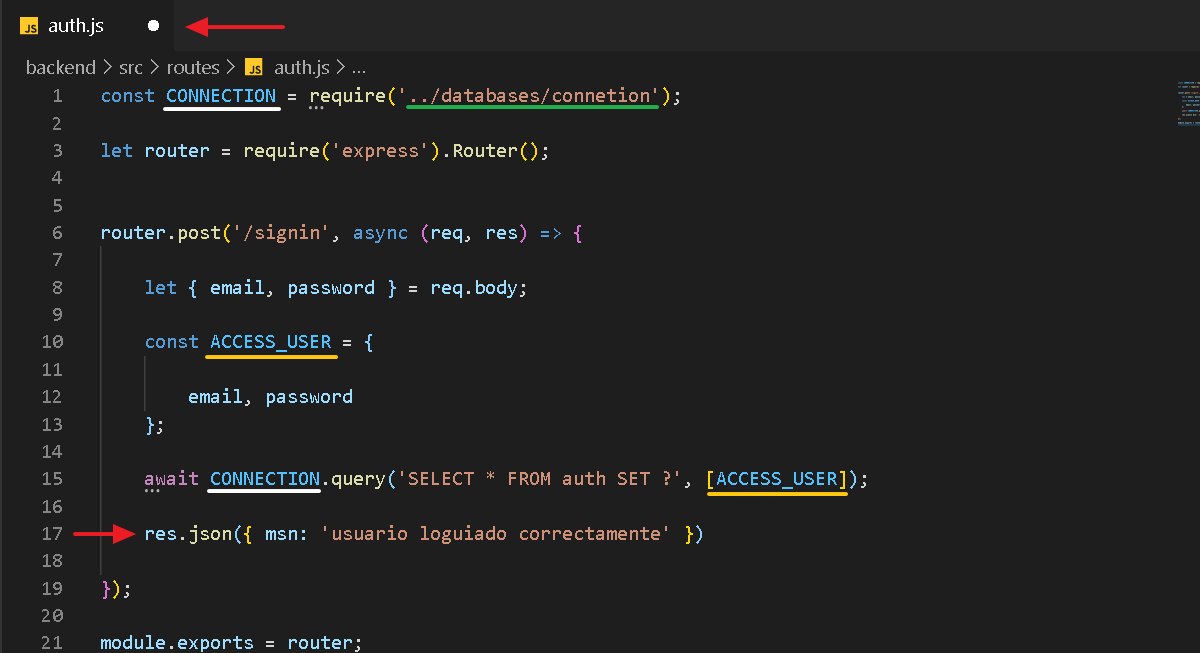 JS auth.js
backend > src > routes > JS auth.js > ...
1 const CONNECTION = require('../databases/connetion');
2
3 let router = require('express').Router();
4
5
6 router.post('/signin', async (req, res) => {
7
8 let { email, password } = req.body;
9
10 const ACCESS_USER = {
11
12 email, password
13 };
14
15 await CONNECTION.query('SELECT * FROM auth SET ?', [ACCESS_USER]);
16
17 res.json({ msn: 'usuario loguiado correctamente' })
18
19 });
20
21 module.exports = router;